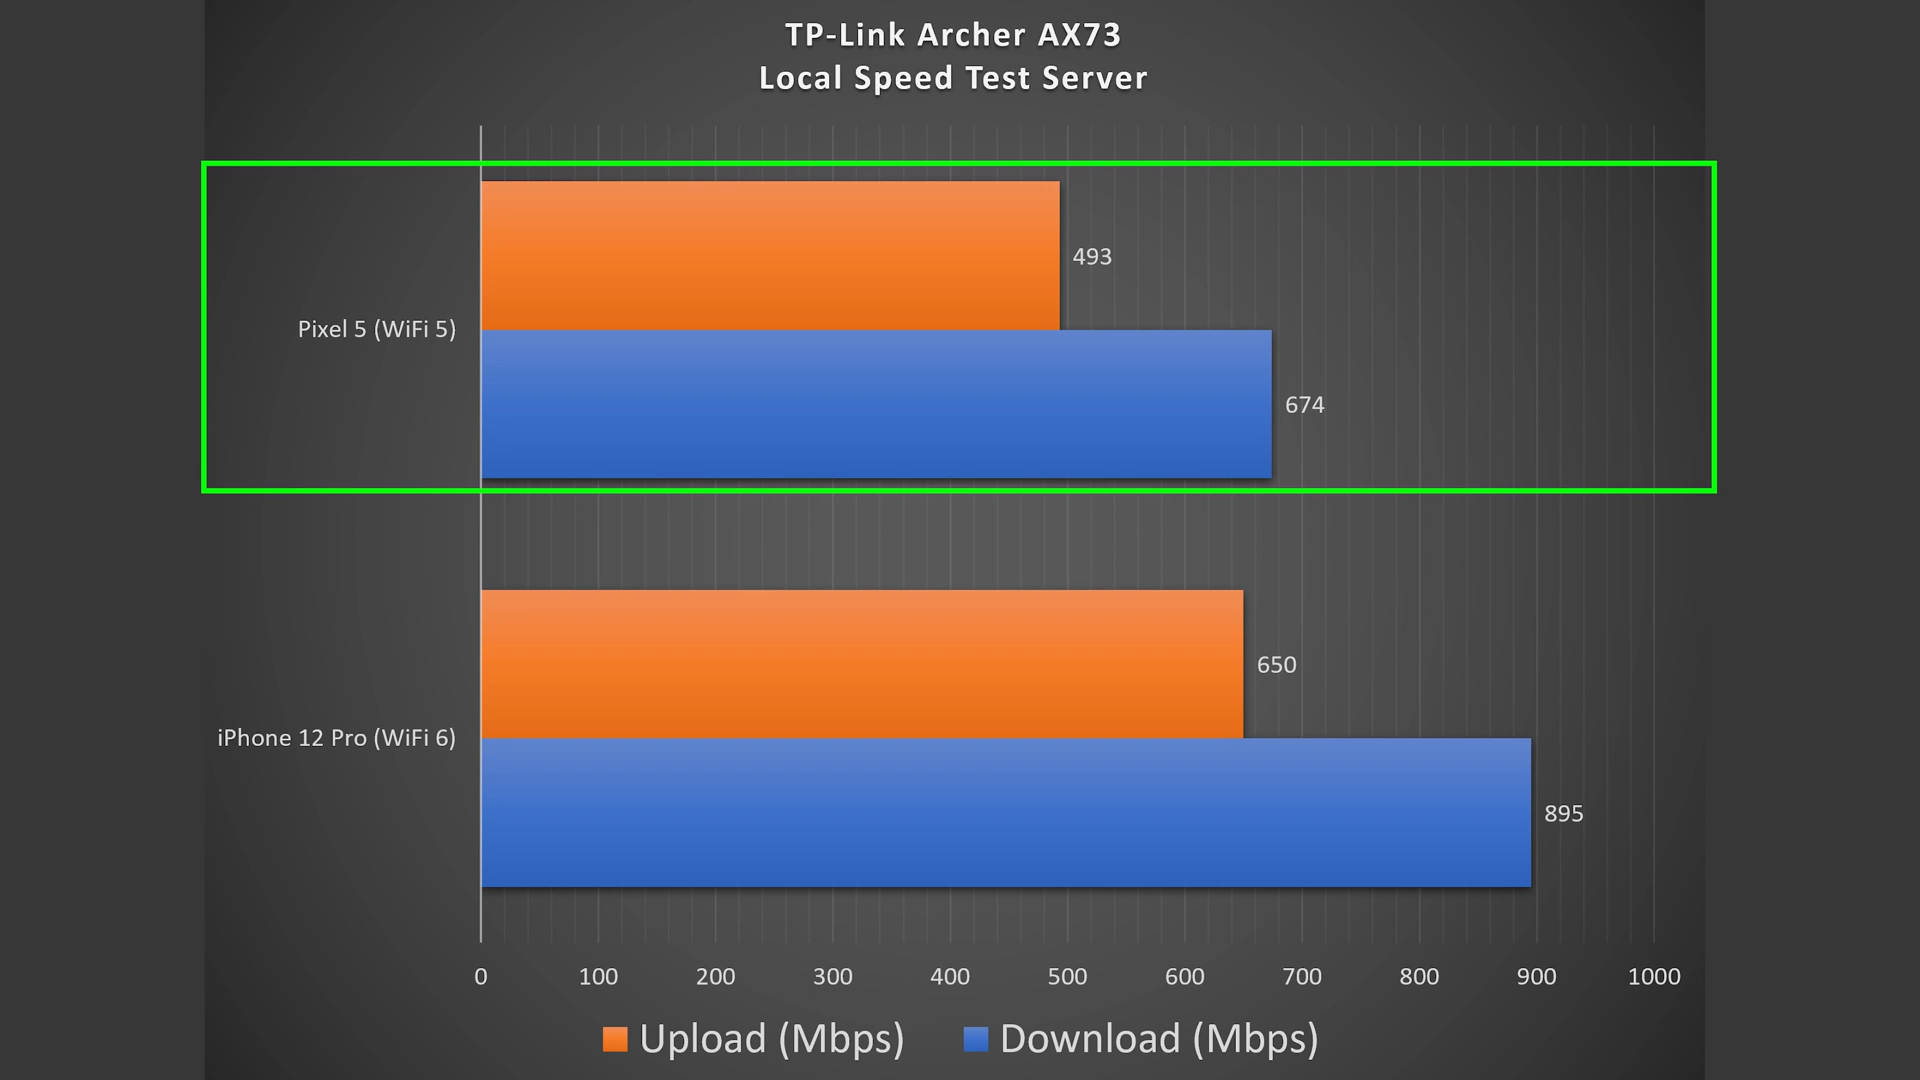 TP-Link Archer AX73
Local Speed Test Server
493
Pixel 5 (WiFi 5)
674
650
iPhone 12 Pro (WiFi 6)
895
0 100 200 300 400 500 600 700 800 900 1000
Upload (Mbps) Download (Mbps)